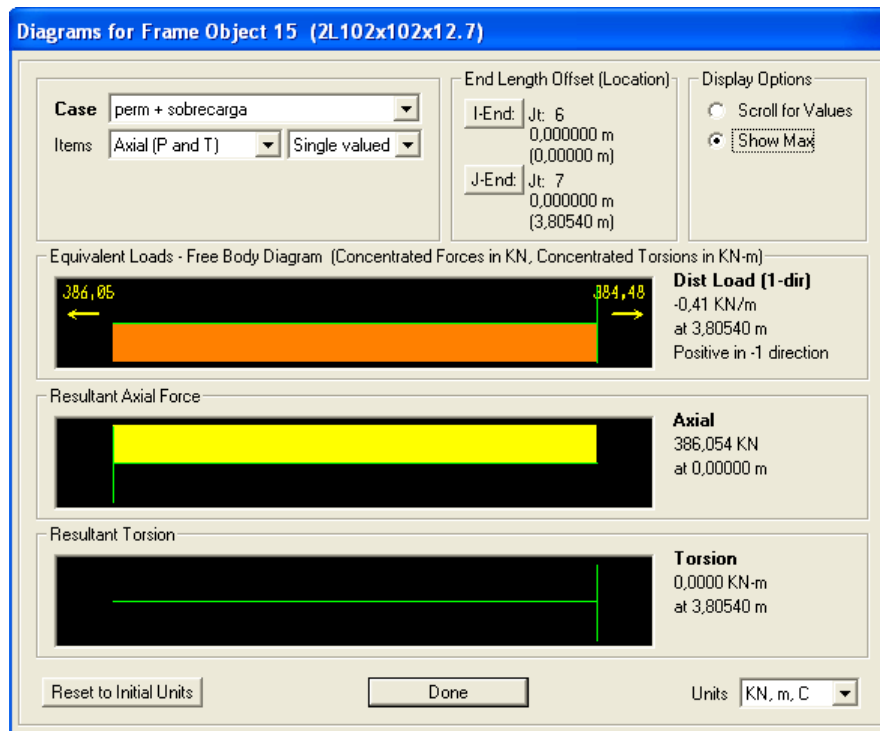 Diagrams for Frame Object 15 (2L102x102x12.7)
Case perm + sobrecarga
Items Axial (P and T) Single valued
End Length Offset (Location)
I-End: Jt: 6
0,000000 m
(0,00000 m)
J-End: Jt: 7
0,000000 m
(3,80540 m)
Display Options
Scroll for Values
Show Max
Equivalent Loads - Free Body Diagram (Concentrated Forces in KN, Concentrated Torsions in KN-m)
386,05 384,48
Dist Load (1-dir)
-0,41 KN/m
at 3,80540 m
Positive in -1 direction
Resultant Axial Force
Axial
386,054 KN
at 0,00000 m
Resultant Torsion
Torsion
0,0000 KN-m
at 3,80540 m
Reset to Initial Units Done Units KN, m, C